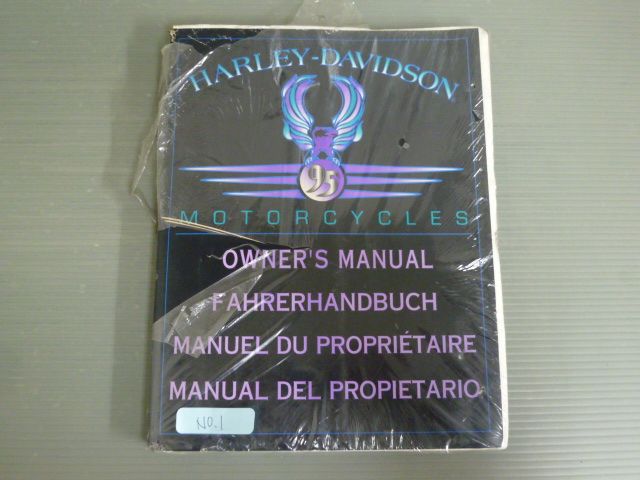 HARLEY-DAVIDSON
95
MOTORCYCLES
OWNER'S MANUAL
FAHRERHANDBUCH
MANUEL DU PROPRIÉTAIRE
MANUAL DEL PROPIETARIO
NO.1